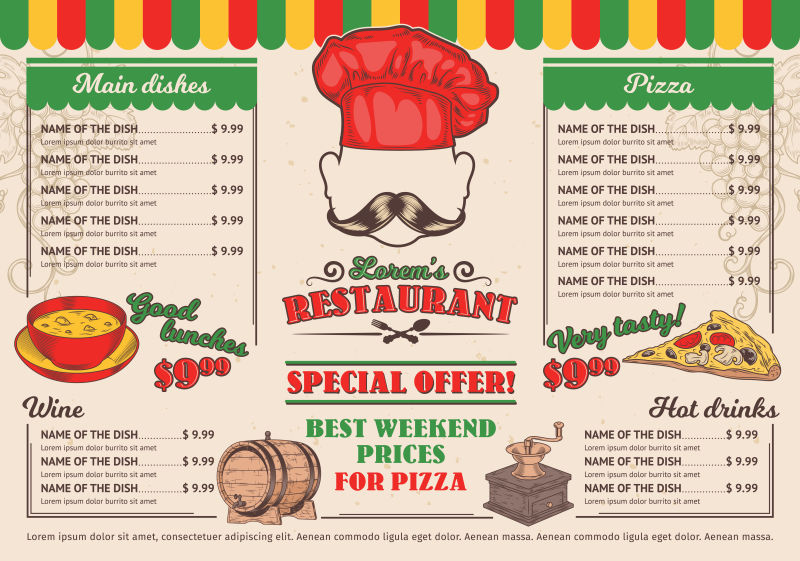 Main dishes
NAME OF THE DISH....................$ 9.99
Lorem ipsum dolor burrito sit amet
NAME OF THE DISH....................$ 9.99
Lorem ipsum dolor burrito sit amet
NAME OF THE DISH....................$ 9.99
Lorem ipsum dolor burrito sit amet
NAME OF THE DISH....................$ 9.99
Lorem ipsum dolor burrito sit amet
NAME OF THE DISH....................$ 9.99
Lorem ipsum dolor burrito sit amet
Good
lunches
$999
Wine
NAME OF THE DISH............$ 9.99
Lorem ipsum dolor burrito sit amet
NAME OF THE DISH............$ 9.99
Lorem ipsum dolor burrito sit amet
NAME OF THE DISH............$ 9.99
Lorem ipsum dolor burrito sit amet
Lorem's
RESTAURANT
SPECIAL OFFER!
BEST WEEKEND
PRICES
FOR PIZZA
Pizza
NAME OF THE DISH....................$ 9.99
Lorem ipsum dolor burrito sit amet
NAME OF THE DISH....................$ 9.99
Lorem ipsum dolor burrito sit amet
NAME OF THE DISH....................$ 9.99
Lorem ipsum dolor burrito sit amet
NAME OF THE DISH....................$ 9.99
Lorem ipsum dolor burrito sit amet
NAME OF THE DISH....................$ 9.99
Lorem ipsum dolor burrito sit amet
NAME OF THE DISH....................$ 9.99
Lorem ipsum dolor burrito sit amet
Very tasty!
$999
Hot drinks
NAME OF THE DISH............$ 9.99
Lorem ipsum dolor burrito sit amet
NAME OF THE DISH............$ 9.99
Lorem ipsum dolor burrito sit amet
NAME OF THE DISH............$ 9.99
Lorem ipsum dolor burrito sit amet
Lorem ipsum dolor sit amet, consectetuer adipiscing elit. Aenean commodo ligula eget dolor. Aenean massa. Aenean commodo ligula eget dolor. Aenean massa.